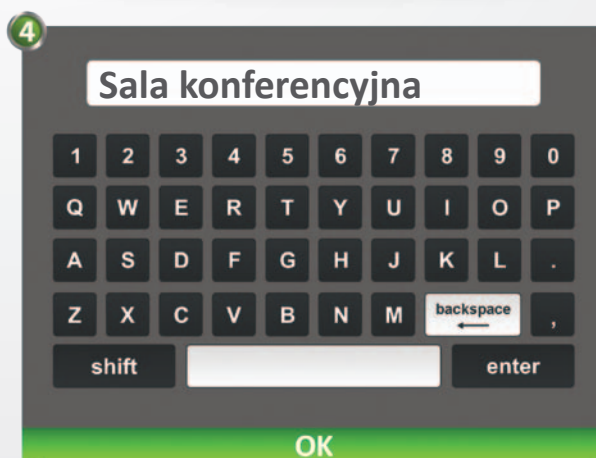 4
Sala konferencyjna
1 2 3 4 5 6 7 8 9 0
Q W E R T Y U I O P
A S D F G H J K L .
Z X C V B N M backspace ,
shift enter
OK